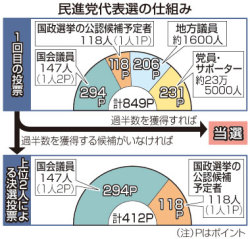 民進党代表選の仕組み
1回目の投票
国政選挙の公認候補予定者
118人(1人1P)
国会議員
147人
(1人2P)
地方議員
約1600人
党員・
サポーター
約23万
5000人
294
P
118
P
206
P
231
P
計849P
過半数を獲得すれば
当選
過半数を獲得する候補がいなければ
上位2人による決選投票
国会議員
147人
(1人2P)
国政選挙の
公認候補
予定者
118人
(1人1P)
294P
118
P
計412P
(注)Pはポイント